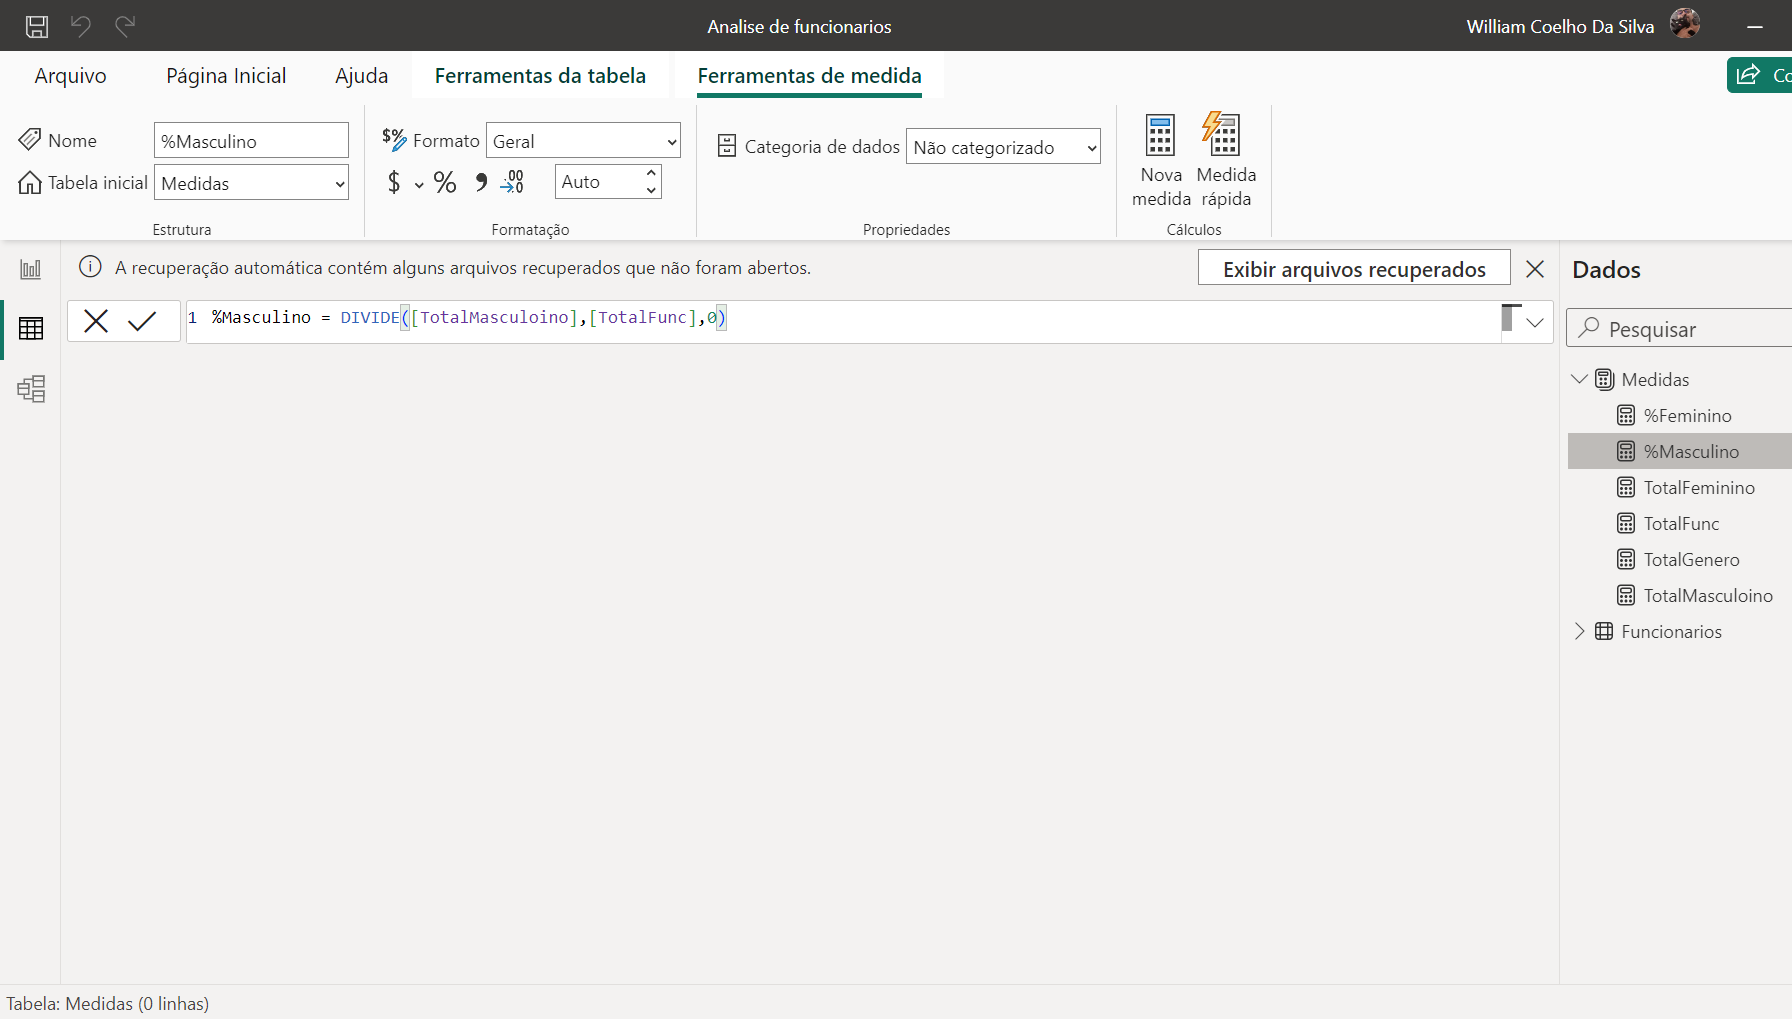 Analise de funcionarios
William Coelho Da Silva
Arquivo Página Inicial Ajuda Ferramentas da tabela Ferramentas de medida
Nome %Masculino
Tabela inicial Medidas
Estrutura
$% Formato Geral
$ % 9 .00 Auto
Formatação
Categoria de dados Não categorizado
Propriedades
Nova medida
Medida rápida
Cálculos
A recuperação automática contém alguns arquivos recuperados que não foram abertos.
Exibir arquivos recuperados
1 %Masculino = DIVIDE([TotalMasculoino],[TotalFunc],0)
Dados
Pesquisar
Medidas
%Feminino
%Masculino
TotalFeminino
TotalFunc
TotalGenero
TotalMasculoino
Funcionarios
Tabela: Medidas (0 linhas)